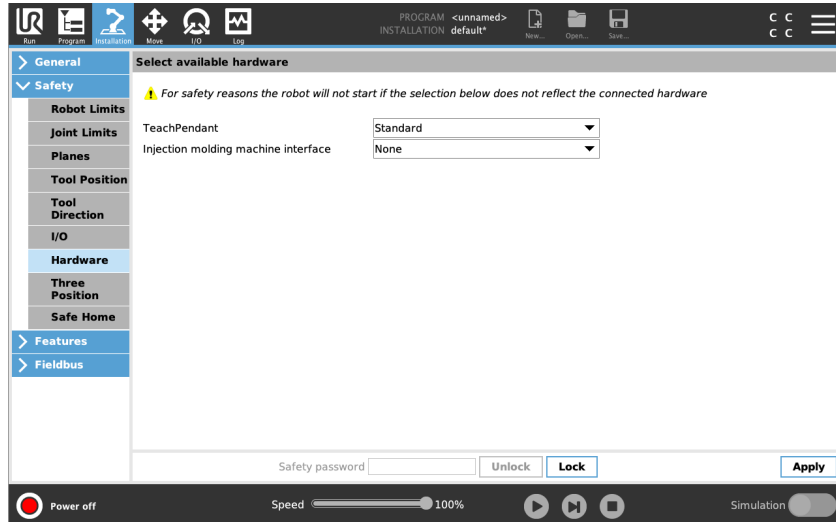 UR
PROGRAM <unnamed>
INSTALLATION default*
C C
C C
Run
Program
Installation
Move
I/O
Log
New...
Open...
Save...
General
Select available hardware
Safety
For safety reasons the robot will not start if the selection below does not reflect the connected hardware
Robot Limits
Joint Limits
Planes
Tool Position
Tool
Direction
I/O
Hardware
Three
Position
Safe Home
Features
Fieldbus
TeachPendant Standard
Injection molding machine interface None
Safety password Unlock Lock Apply
Power off Speed 100% Simulation